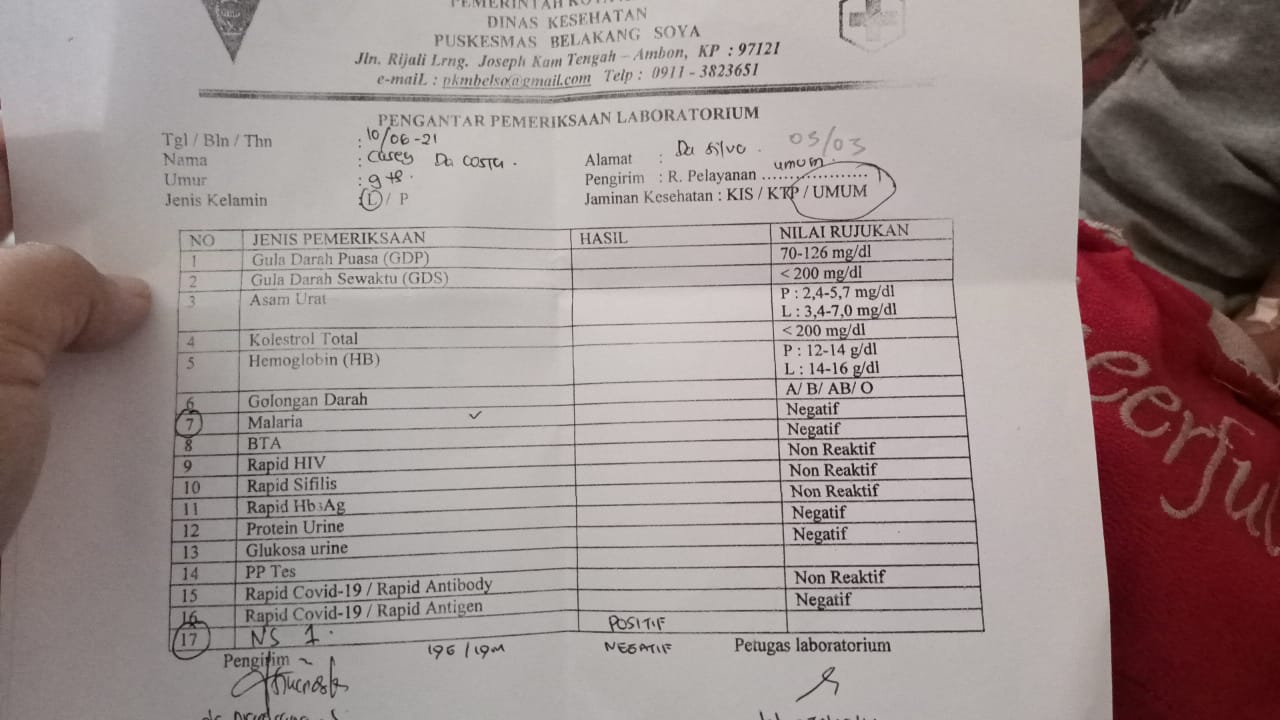 PEMERINTAH KOTA
DINAS KESEHATAN
PUSKESMAS BELAKANG SOYA
Jln. Rijali Lrng. Joseph Kam Tengah – Ambon, KP : 97121
e-maiL : pkmbelso@gmail.com Telp : 0911 - 3823651
PENGANTAR PEMERIKSAAN LABORATORIUM
Tgl / Bln / Thn : 10/06-21
Nama : Casey Da Costa.
Umur : 9 th.
Jenis Kelamin : L / P
Alamat : Da Silva. 03/03
Pengirim : R. Pelayanan umum
Jaminan Kesehatan : KIS / KTP / UMUM
NO JENIS PEMERIKSAAN HASIL NILAI RUJUKAN
1 Gula Darah Puasa (GDP) 70-126 mg/dl
2 Gula Darah Sewaktu (GDS) < 200 mg/dl
3 Asam Urat P : 2,4-5,7 mg/dl
L : 3,4-7,0 mg/dl
4 Kolestrol Total < 200 mg/dl
5 Hemoglobin (HB) P : 12-14 g/dl
L : 14-16 g/dl
6 Golongan Darah A/ B/ AB/ O
7 Malaria ✓ Negatif
8 BTA Negatif
9 Rapid HIV Non Reaktif
10 Rapid Sifilis Non Reaktif
11 Rapid HbsAg Non Reaktif
12 Protein Urine Negatif
13 Glukosa urine Negatif
14 PP Tes
15 Rapid Covid-19 / Rapid Antibody Non Reaktif
16 Rapid Covid-19 / Rapid Antigen Negatif
17 NS 1. POSITIF
19G / 19M NEGATIF
Pengirim Petugas laboratorium
eerfu